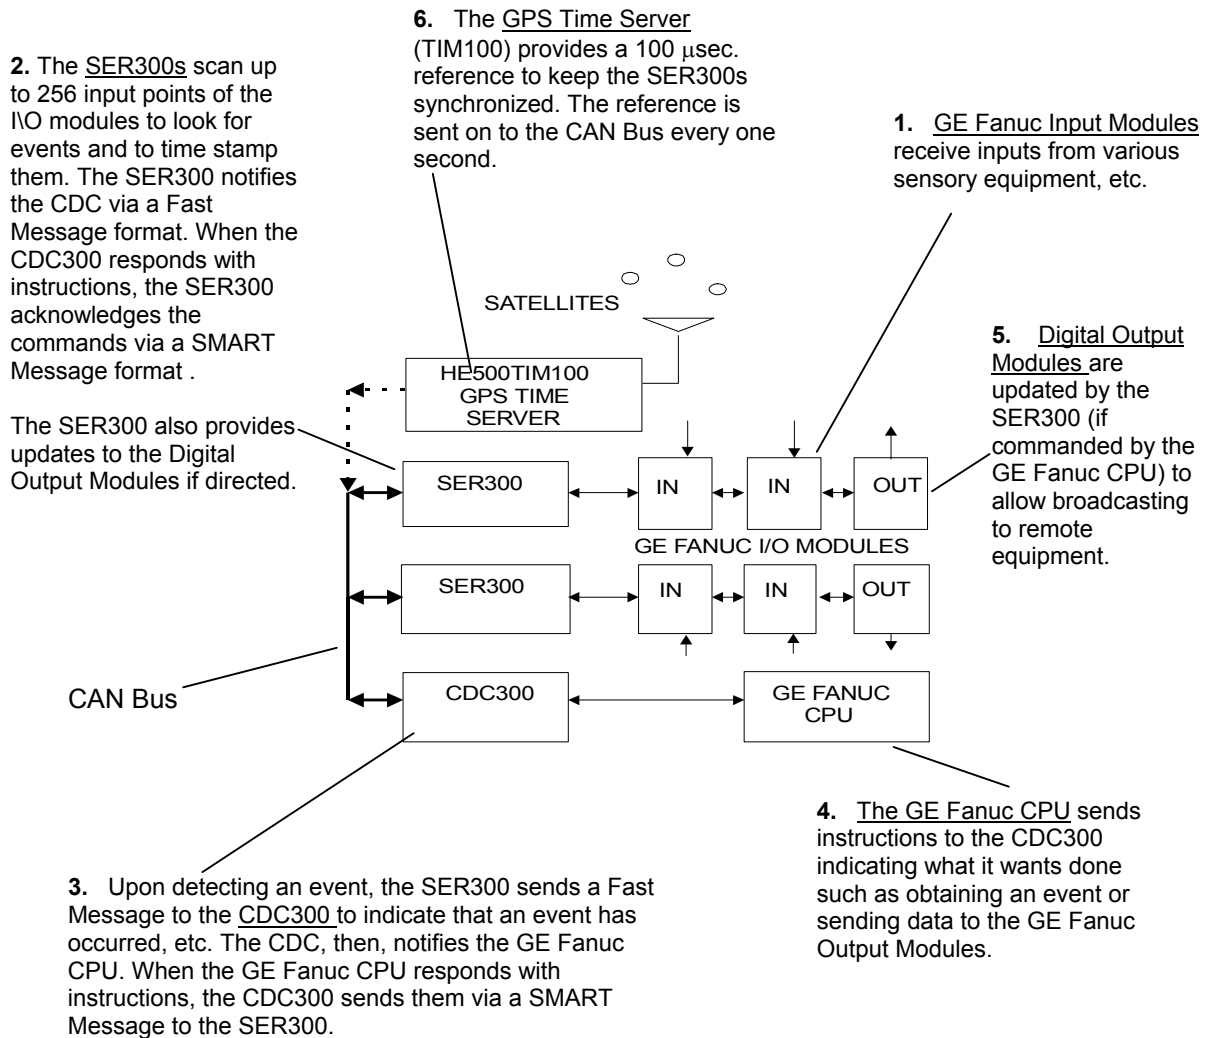 6. The GPS Time Server
(TIM100) provides a 100 μsec.
reference to keep the SER300s
synchronized. The reference is
sent on to the CAN Bus every one
second.
2. The SER300s scan up
to 256 input points of the
I\O modules to look for
events and to time stamp
them. The SER300 notifies
the CDC via a Fast
Message format. When the
CDC300 responds with
instructions, the SER300
acknowledges the
commands via a SMART
Message format .
The SER300 also provides
updates to the Digital
Output Modules if directed.
1. GE Fanuc Input Modules
receive inputs from various
sensory equipment, etc.
SATELLITES
HE500TIM100
GPS TIME
SERVER
5. Digital Output
Modules are
updated by the
SER300 (if
commanded by the
GE Fanuc CPU) to
allow broadcasting
to remote
equipment.
SER300
IN
IN
OUT
GE FANUC I/O MODULES
SER300
IN
IN
OUT
CAN Bus
CDC300
GE FANUC
CPU
4. The GE Fanuc CPU sends
instructions to the CDC300
indicating what it wants done
such as obtaining an event or
sending data to the GE Fanuc
Output Modules.
3. Upon detecting an event, the SER300 sends a Fast
Message to the CDC300 to indicate that an event has
occurred, etc. The CDC, then, notifies the GE Fanuc
CPU. When the GE Fanuc CPU responds with
instructions, the CDC300 sends them via a SMART
Message to the SER300.